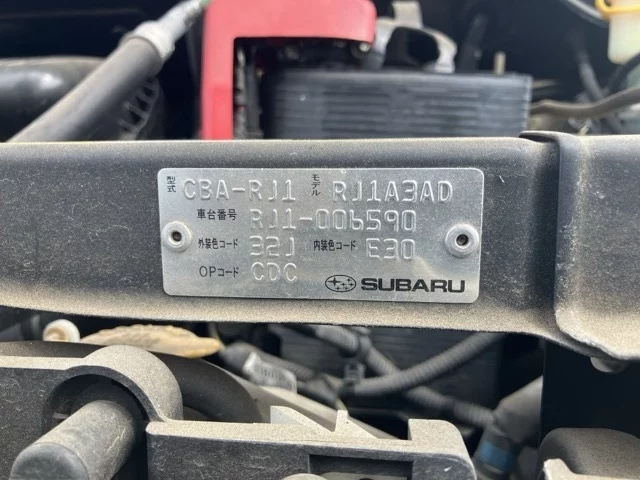 型式 CBA-RJ1 モデル RJ1A3AD
車台番号 RJ1-006590
外装色コード 32J 内装色コード E30
OPコード CDC SUBARU